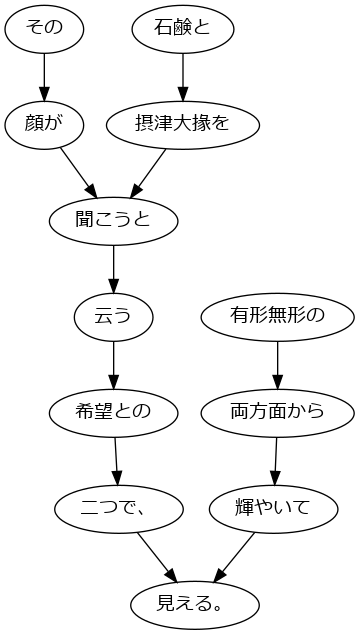 その
石鹸と
顔が
摂津大掾を
聞こうと
云う
有形無形の
希望との
両方面から
二つで、
輝やいて
見える。